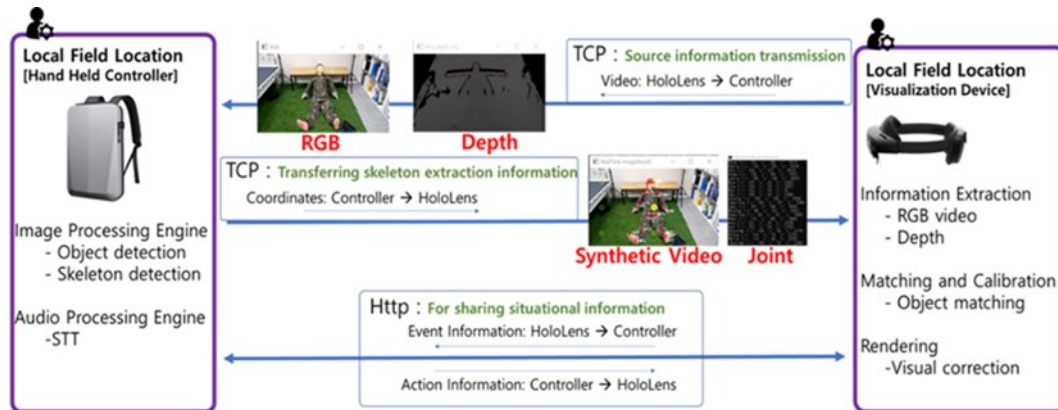 Local Field Location
[Hand Held Controller]
Image Processing Engine
- Object detection
- Skeleton detection
Audio Processing Engine
-STT
RGB
TCP : Source information transmission
Video: HoloLens → Controller
RGB
Depth
TCP : Transferring skeleton extraction information
Coordinates: Controller → HoloLens
Synthetic Video
Joint
Http : For sharing situational information
Event Information: HoloLens → Controller
Action Information: Controller → HoloLens
Local Field Location
[Visualization Device]
Information Extraction
- RGB video
- Depth
Matching and Calibration
- Object matching
Rendering
-Visual correction